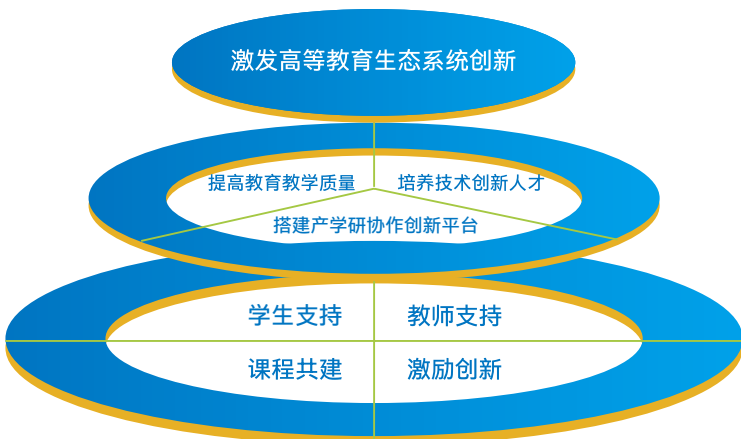 激发高等教育生态系统创新
提高教育教学质量
培养技术创新人才
搭建产学研协作创新平台
学生支持
教师支持
课程共建
激励创新